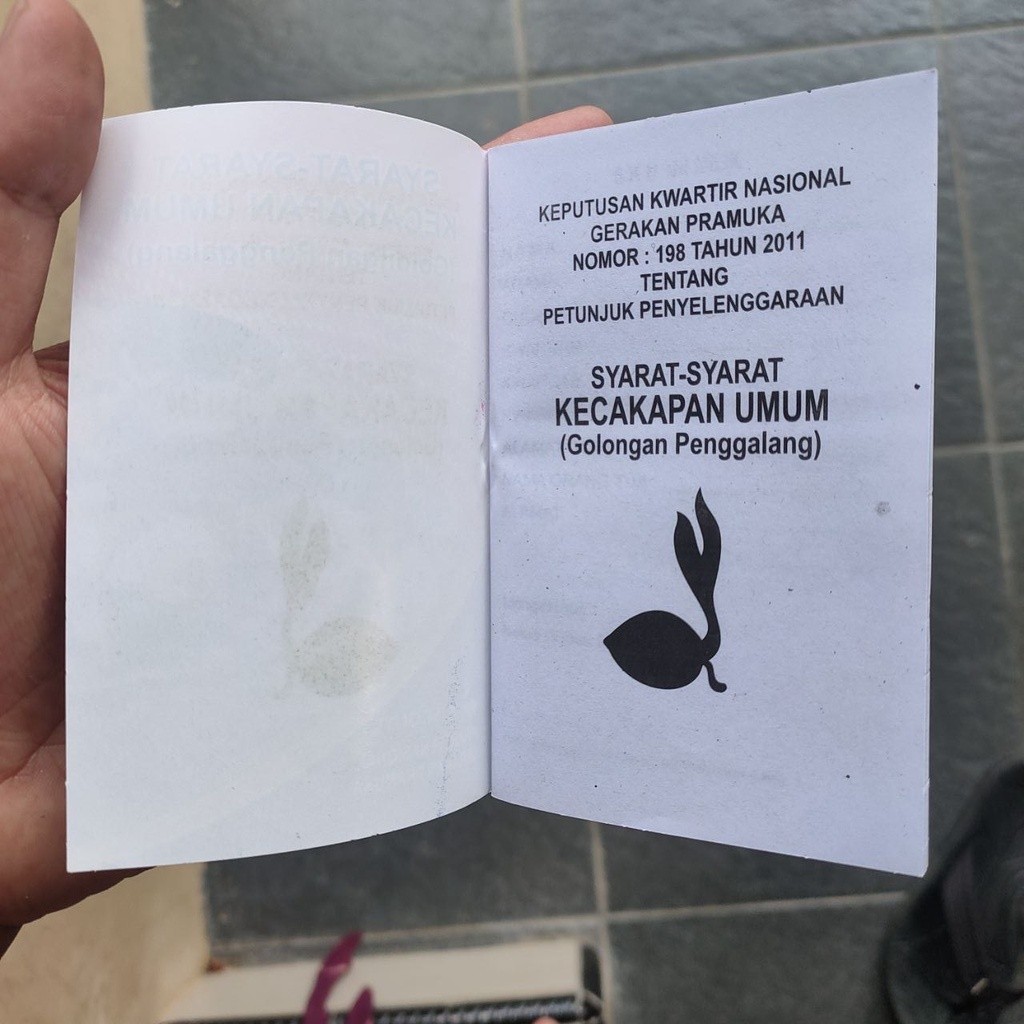 KEPUTUSAN KWARTIR NASIONAL
GERAKAN PRAMUKA
NOMOR : 198 TAHUN 2011
TENTANG
PETUNJUK PENYELENGGARAAN
SYARAT-SYARAT
KECAKAPAN UMUM
(Golongan Penggalang)